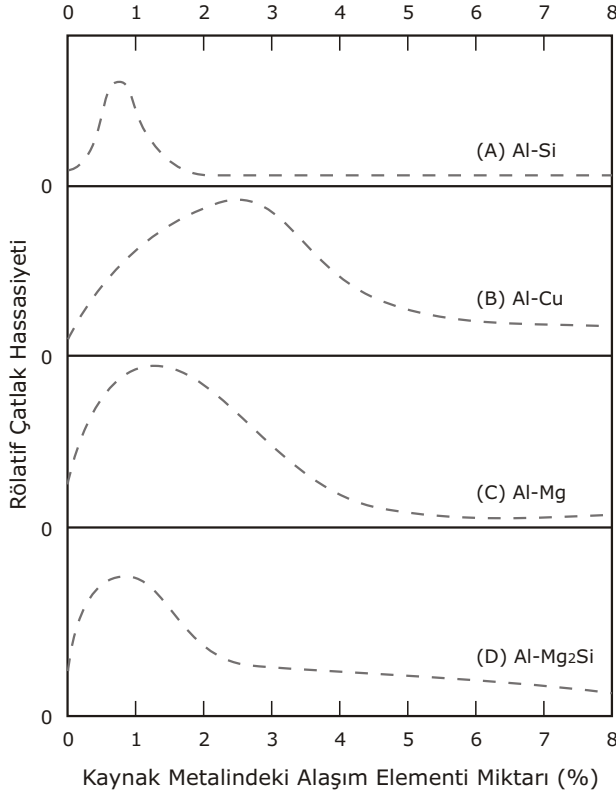 0 1 2 3 4 5 6 7 8
(A) Al-Si
0
(B) Al-Cu
0
(C) Al-Mg
0
(D) Al-Mg2Si
0
0 1 2 3 4 5 6 7 8
Kaynak Metalindeki Alaşım Elementi Miktarı (%)
Rölatif Çatlak Hassasiyeti